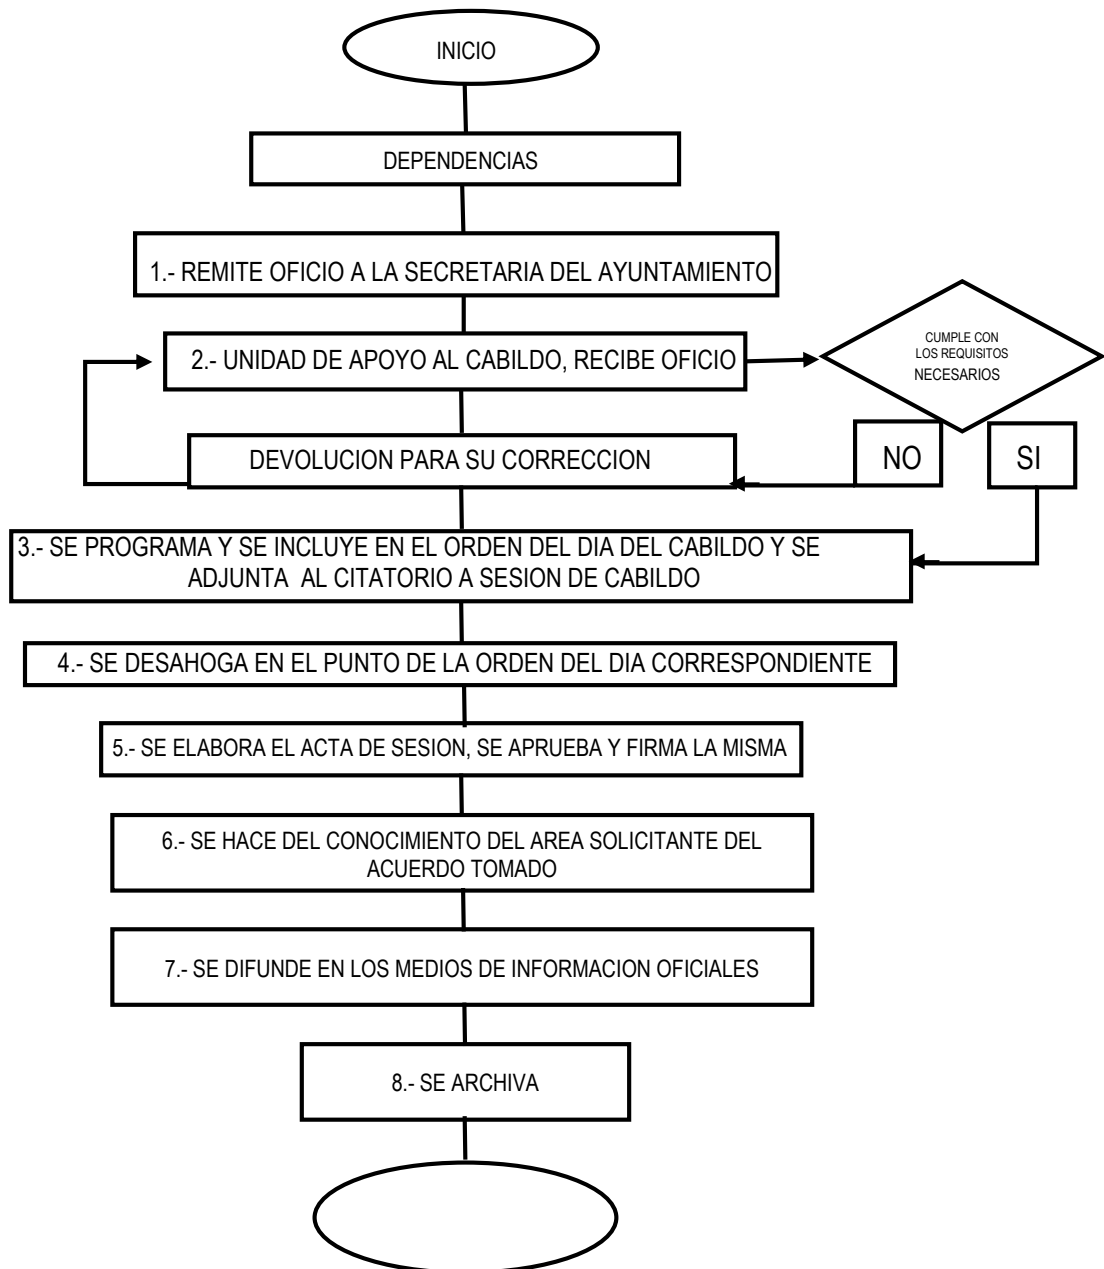 INICIO
DEPENDENCIAS
1.- REMITE OFICIO A LA SECRETARIA DEL AYUNTAMIENTO
2.- UNIDAD DE APOYO AL CABILDO, RECIBE OFICIO
CUMPLE CON
LOS REQUISITOS
NECESARIOS
DEVOLUCION PARA SU CORRECCION
NO
SI
3.- SE PROGRAMA Y SE INCLUYE EN EL ORDEN DEL DIA DEL CABILDO Y SE
ADJUNTA AL CITATORIO A SESION DE CABILDO
4.- SE DESAHOGA EN EL PUNTO DE LA ORDEN DEL DIA CORRESPONDIENTE
5.- SE ELABORA EL ACTA DE SESION, SE APRUEBA Y FIRMA LA MISMA
6.- SE HACE DEL CONOCIMIENTO DEL AREA SOLICITANTE DEL
ACUERDO TOMADO
7.- SE DIFUNDE EN LOS MEDIOS DE INFORMACION OFICIALES
8.- SE ARCHIVA